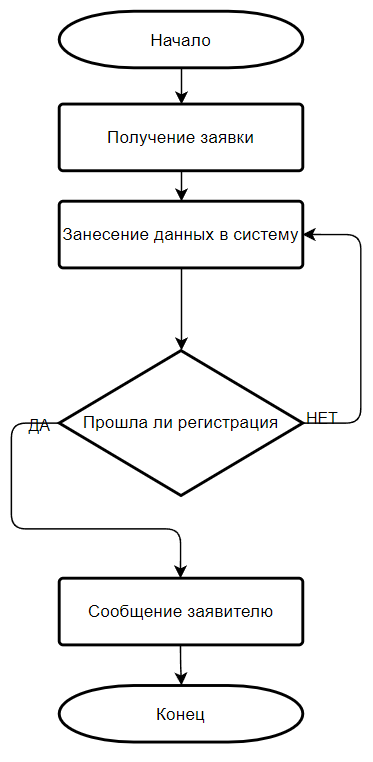 Начало
Получение заявки
Занесение данных в систему
Прошла ли регистрация
НЕТ
ДА
Сообщение заявителю
Конец